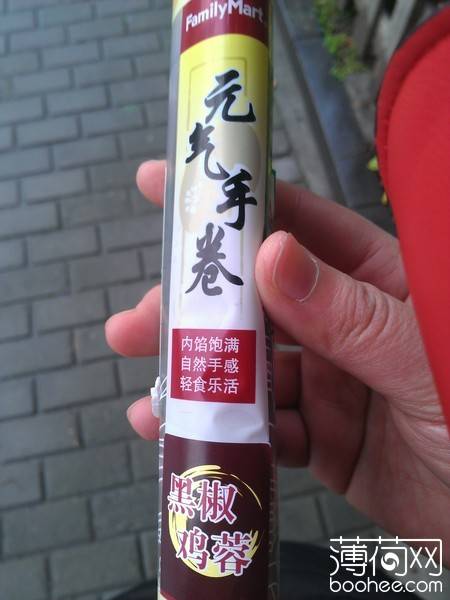 FamilyMart
元气手卷
内馅饱满
自然手感
轻食乐活
黑椒
鸡蓉
薄荷网
boohee.com